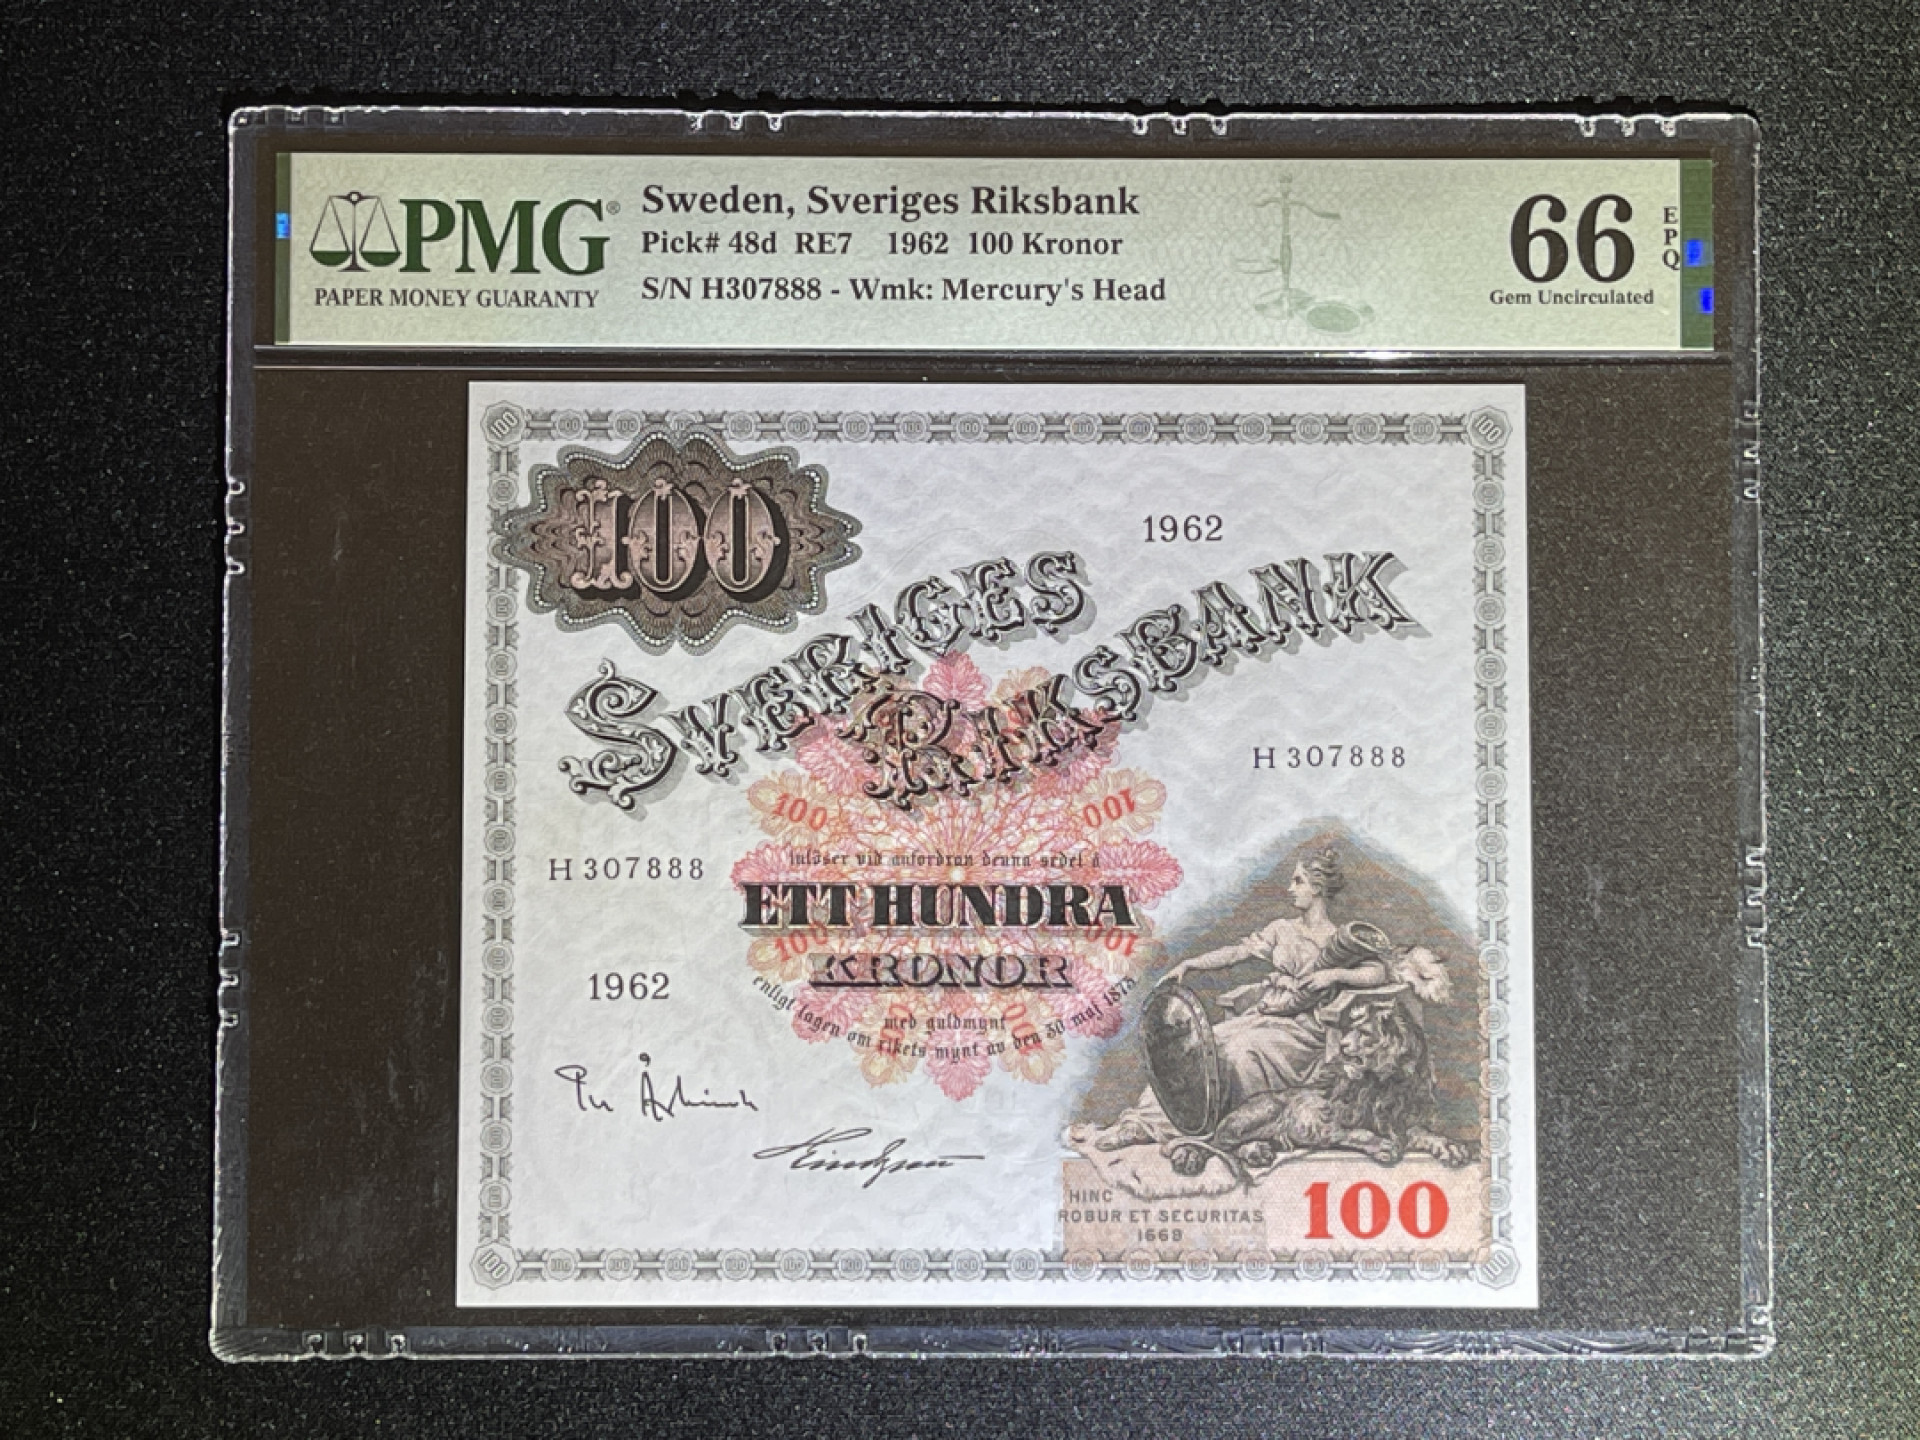 PMG®
PAPER MONEY GUARANTY
Sweden, Sveriges Riksbank
Pick# 48d RE7 1962 100 Kronor
S/N H307888 - Wmk: Mercury's Head
66
EPQ
Gem Uncirculated
100
1962
SVERIGES
RIKSBANK
H 307888
100 100
inlöser vid anfordran denna sedel å
H 307888
ETT HUNDRA
100 100
KRONOR
1962
med guldmynt
enligt lagen om rikets mynt av den 30 maj 1873
HINC
ROBUR ET SECURITAS
1668
100